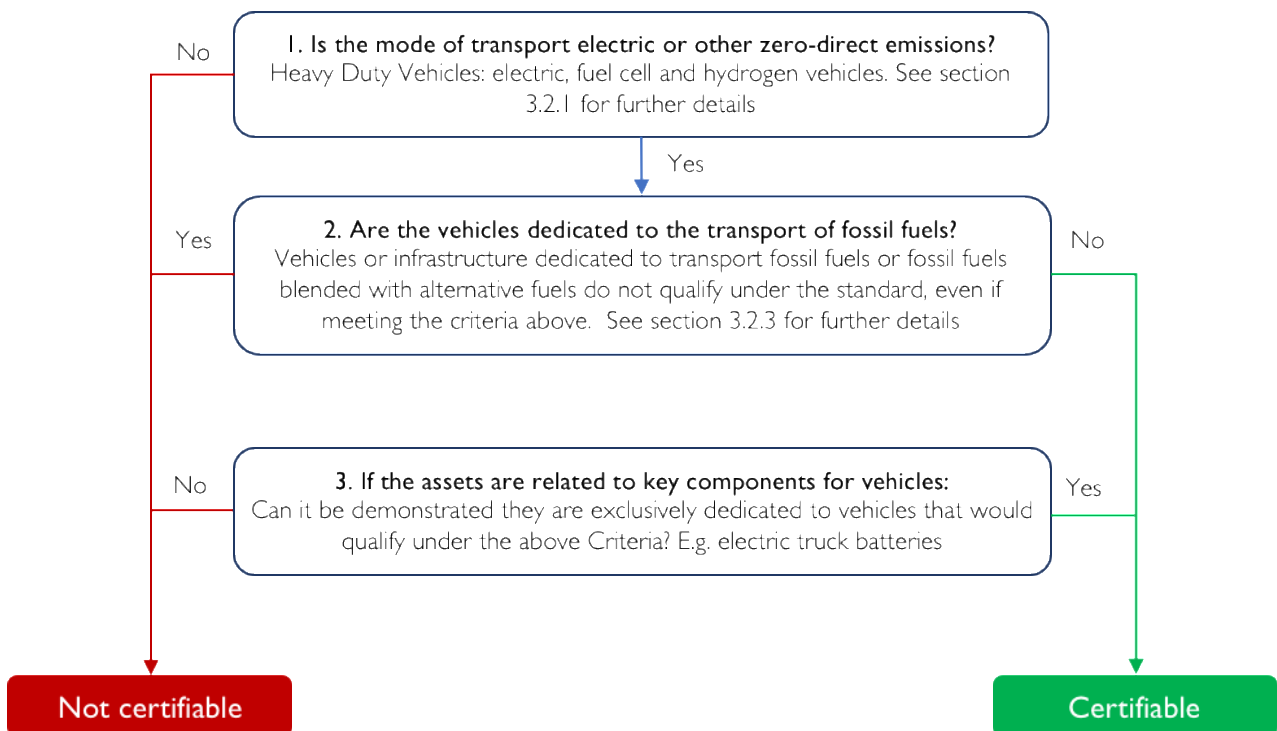 No
1. Is the mode of transport electric or other zero-direct emissions?
Heavy Duty Vehicles: electric, fuel cell and hydrogen vehicles. See section
3.2.1 for further details
Yes
Yes
2. Are the vehicles dedicated to the transport of fossil fuels?
No
Vehicles or infrastructure dedicated to transport fossil fuels or fossil fuels
blended with alternative fuels do not qualify under the standard, even if
meeting the criteria above.  See section 3.2.3 for further details
No
3. If the assets are related to key components for vehicles:
Yes
Can it be demonstrated they are exclusively dedicated to vehicles that would
qualify under the above Criteria? E.g. electric truck batteries
Not certifiable
Certifiable